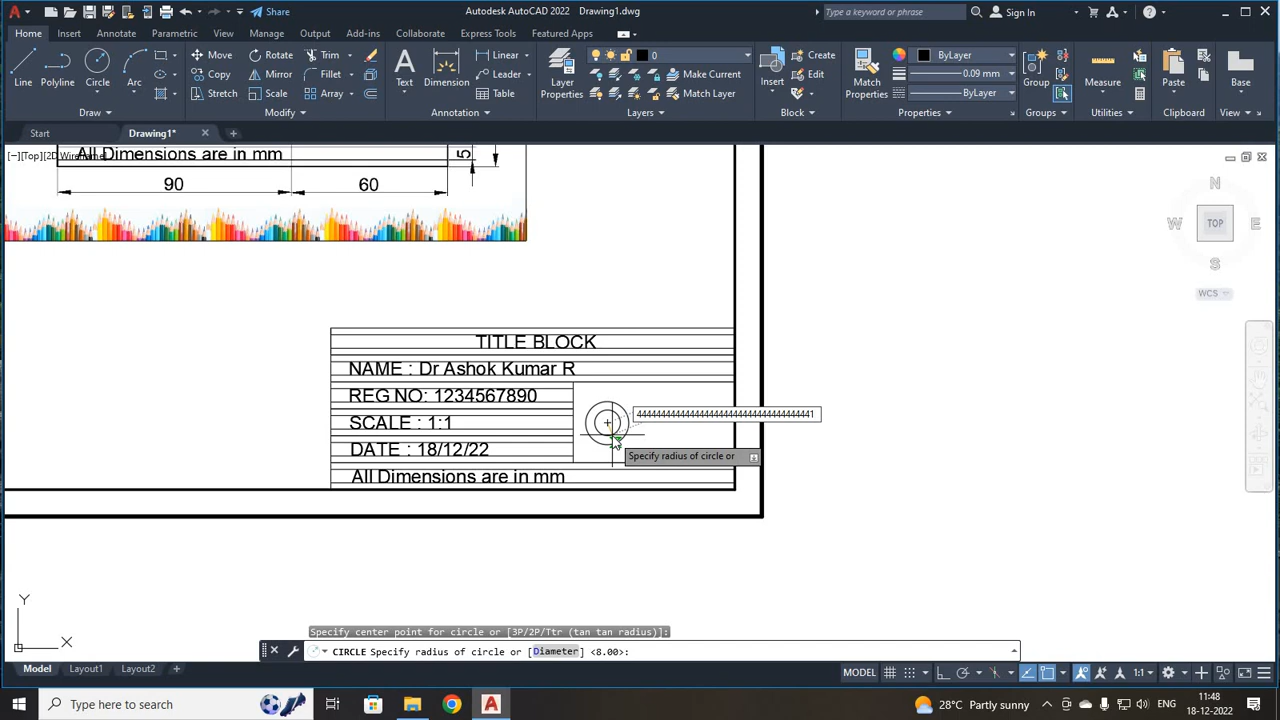 Share
Autodesk AutoCAD 2022 Drawing1.dwg
Type a keyword or phrase
Sign In
Home Insert Annotate Parametric View Manage Output Add-ins Collaborate Express Tools Featured Apps
Line Polyline Circle Arc
Move Rotate Trim
Copy Mirror Fillet
Stretch Scale Array
Text Dimension
Linear
Leader
Table
Layer Properties
0
Make Current
Match Layer
Insert
Create
Edit
Match Properties
ByLayer
0.09 mm
ByLayer
Group
Measure
Paste
Base
Draw Modify Annotation Layers Block Properties Groups Utilities Clipboard View
Start Drawing1*
[−][Top][2D Wireframe]
All Dimensions are in mm
5
90 60
N
W TOP E
S
WCS
TITLE BLOCK
NAME : Dr Ashok Kumar R
REG NO: 1234567890
SCALE : 1:1
DATE : 18/12/22
All Dimensions are in mm
Specify radius of circle or
Y
X
Specify center point for circle or [3P/2P/Ttr (tan tan radius)]:
CIRCLE Specify radius of circle or [Diameter] <8.00>:
Model Layout1 Layout2
MODEL
1:1
Type here to search
28°C Partly sunny
ENG
11:48
18-12-2022